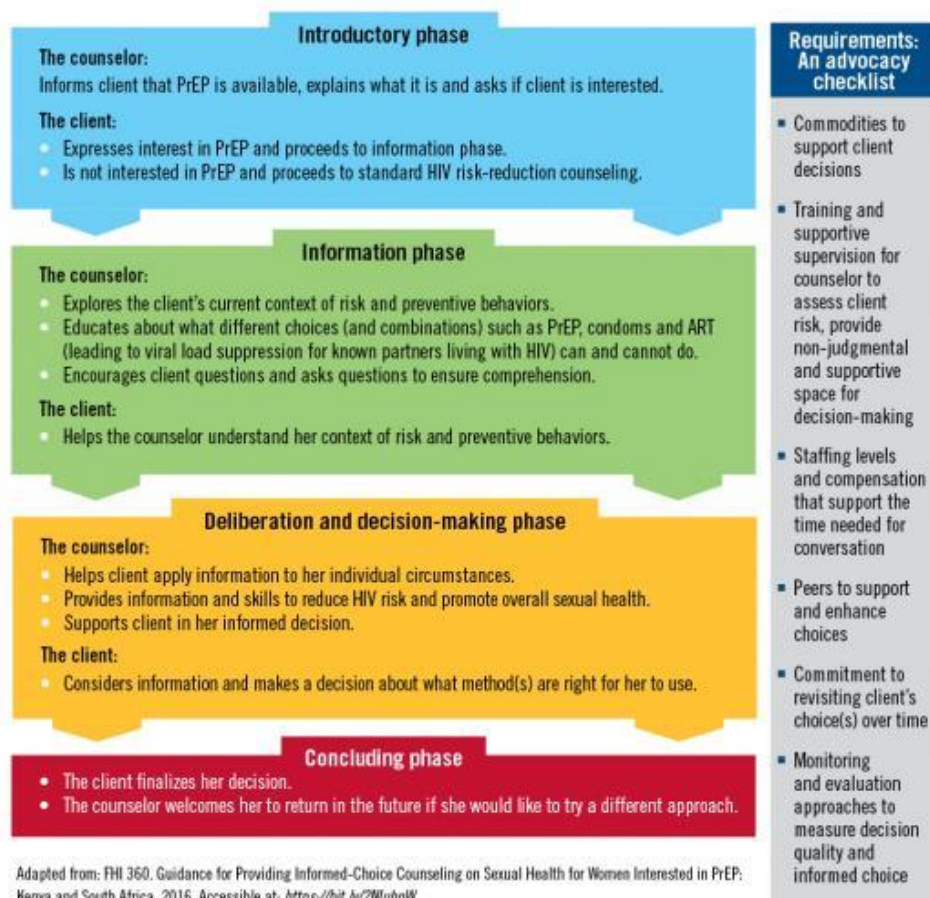 Introductory phase
The counselor:
Informs client that PrEP is available, explains what it is and asks if client is interested.
The client:
• Expresses interest in PrEP and proceeds to information phase.
• Is not interested in PrEP and proceeds to standard HIV risk-reduction counseling.
Information phase
The counselor:
• Explores the client's current context of risk and preventive behaviors.
• Educates about what different choices (and combinations) such as PrEP, condoms and ART
(leading to viral load suppression for known partners living with HIV) can and cannot do.
• Encourages client questions and asks questions to ensure comprehension.
The client:
• Helps the counselor understand her context of risk and preventive behaviors.
Deliberation and decision-making phase
The counselor:
• Helps client apply information to her individual circumstances.
• Provides information and skills to reduce HIV risk and promote overall sexual health.
• Supports client in her informed decision.
The client:
• Considers information and makes a decision about what method(s) are right for her to use.
Concluding phase
• The client finalizes her decision.
• The counselor welcomes her to return in the future if she would like to try a different approach.
Adapted from: FHI 360. Guidance for Providing Informed-Choice Counseling on Sexual Health for Women Interested in PrEP:
Kenya and South Africa. 2016. Accessible at:
Requirements:
An advocacy
checklist
▪ Commodities to
support client
decisions
▪ Training and
supportive
supervision for
counselor to
assess client
risk, provide
non-judgmental
and supportive
space for
decision-making
▪ Staffing levels
and compensation
that support the
time needed for
conversation
▪ Peers to support
and enhance
choices
▪ Commitment to
revisiting client's
choice(s) over time
▪ Monitoring
and evaluation
approaches to
measure decision
quality and
informed choice